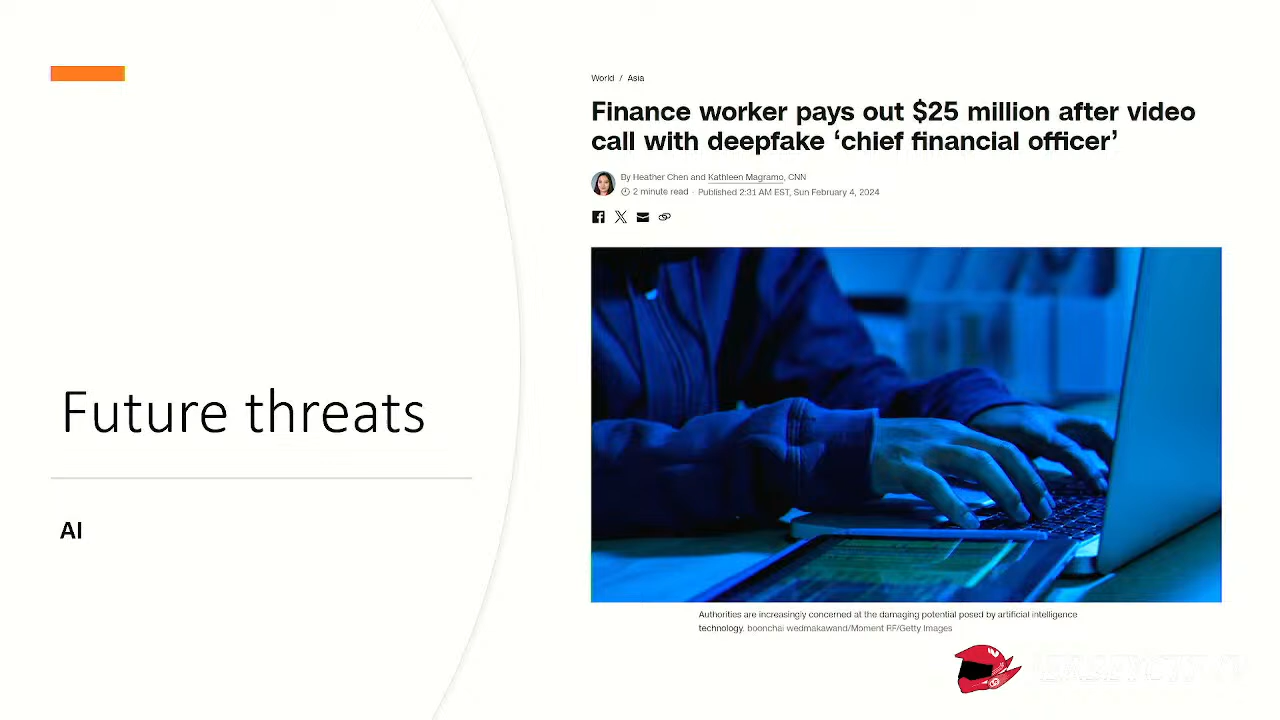 Future threats
AI
World / Asia
Finance worker pays out $25 million after video
call with deepfake ‘chief financial officer’
By Heather Chen and Kathleen Magramo, CNN
2 minute read · Published 2:31 AM EST, Sun February 4, 2024
Authorities are increasingly concerned at the damaging potential posed by artificial intelligence
technology. boonchai wedmakawand/Moment RF/Getty Images